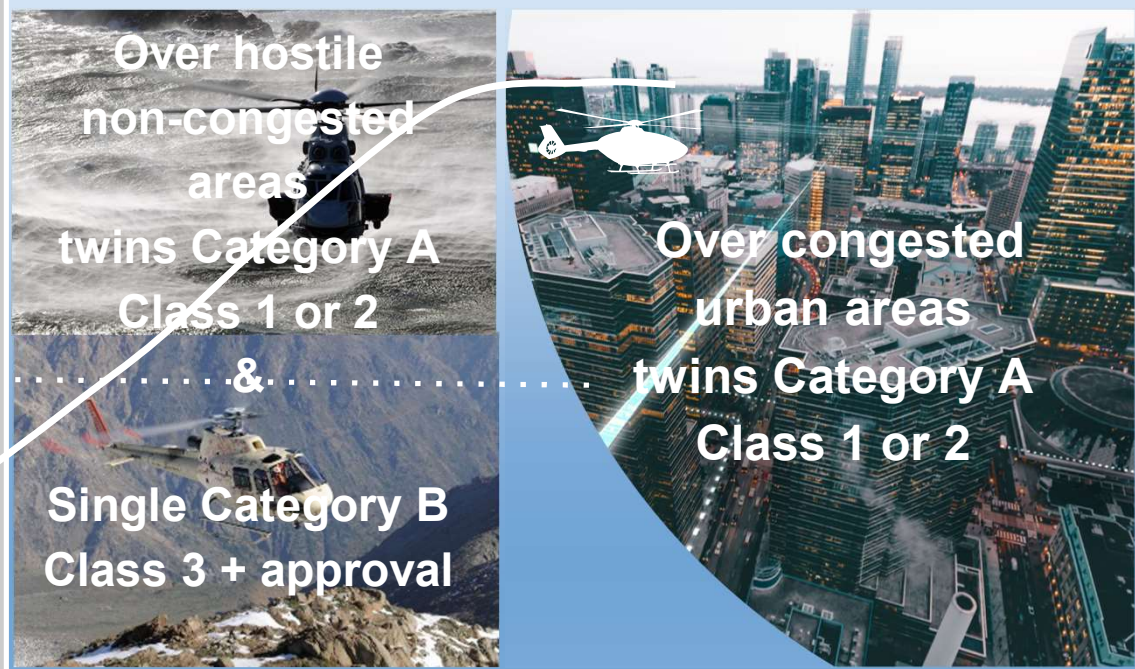 Over hostile
non-congested
areas
twins Category A
Class 1 or 2
&
Single Category B
Class 3 + approval
Over congested
urban areas
twins Category A
Class 1 or 2